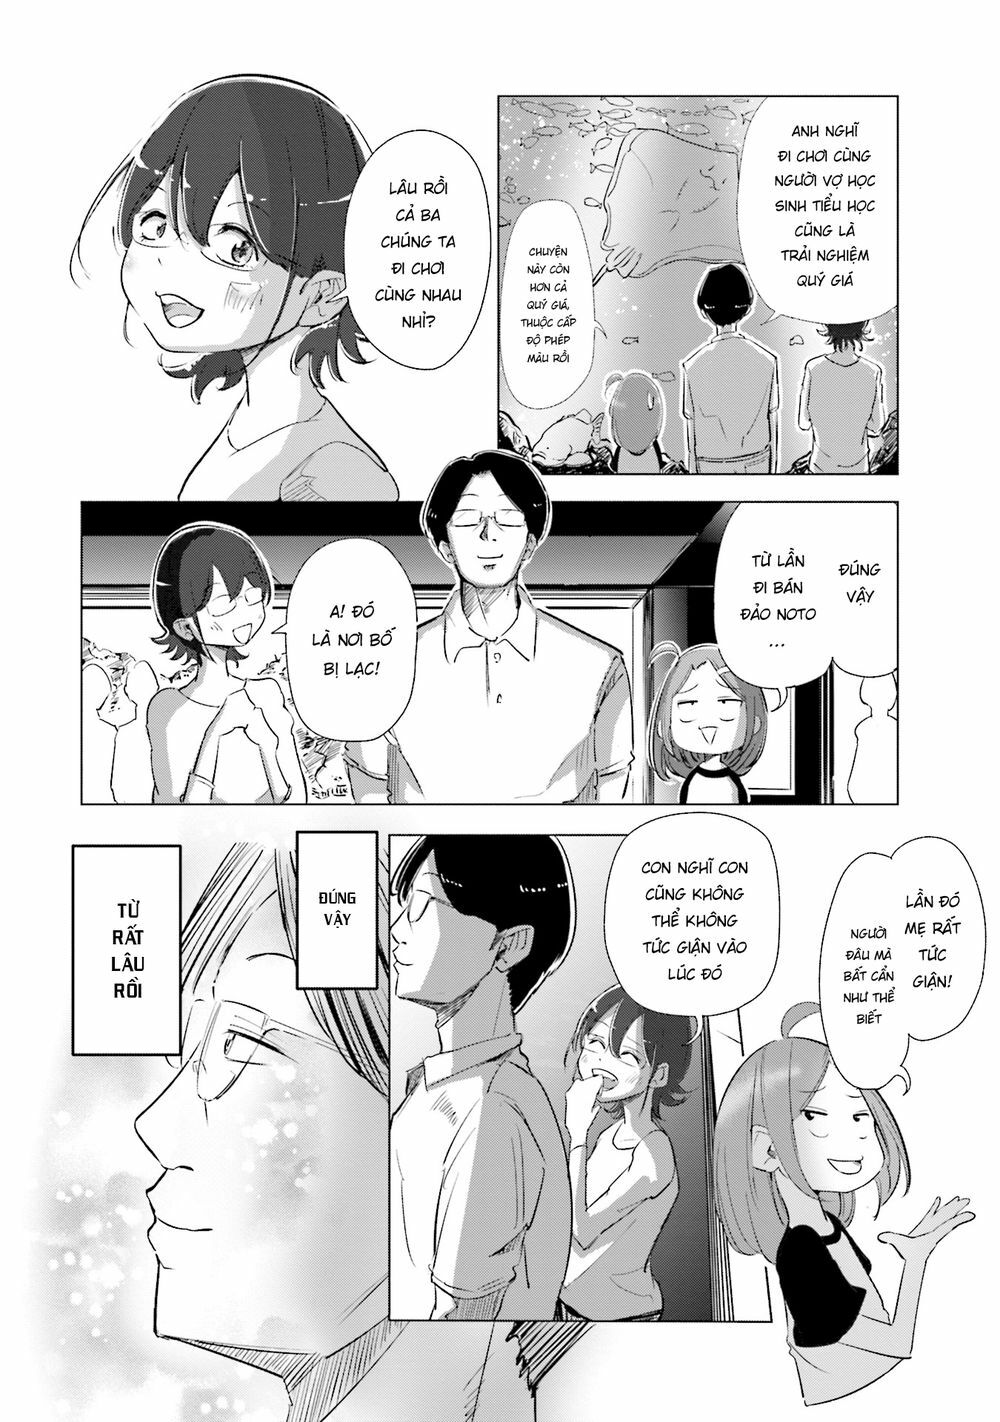 ANH NGHĨ
ĐI CHƠI CÙNG
NGƯỜI VỢ HỌC
SINH TIỂU HỌC
CŨNG LÀ
TRẢI NGHIỆM
QUÝ GIÁ
CHUYỆN
NÀY CÒN
HƠN CẢ
QUÝ GIÁ,
THUỘC CẤP
ĐỘ PHÉP
MÀU RỒI
LÂU RỒI
CẢ BA
CHÚNG TA
ĐI CHƠI
CÙNG NHAU
NHỈ?
ĐÚNG
VẬY
TỪ LẦN
ĐI BÁN
ĐẢO NOTO
...
A! ĐÓ
LÀ NƠI BỐ
BỊ LẠC!
LẦN ĐÓ
MẸ RẤT
TỨC
GIẬN!
NGƯỜI
ĐÂU MÀ
BẤT CẨN
NHƯ THẾ
BIẾT
CON NGHĨ CON
CŨNG KHÔNG
THỂ KHÔNG
TỨC GIẬN VÀO
LÚC ĐÓ
ĐÚNG
VẬY
TỪ
RẤT
LÂU
RỒI